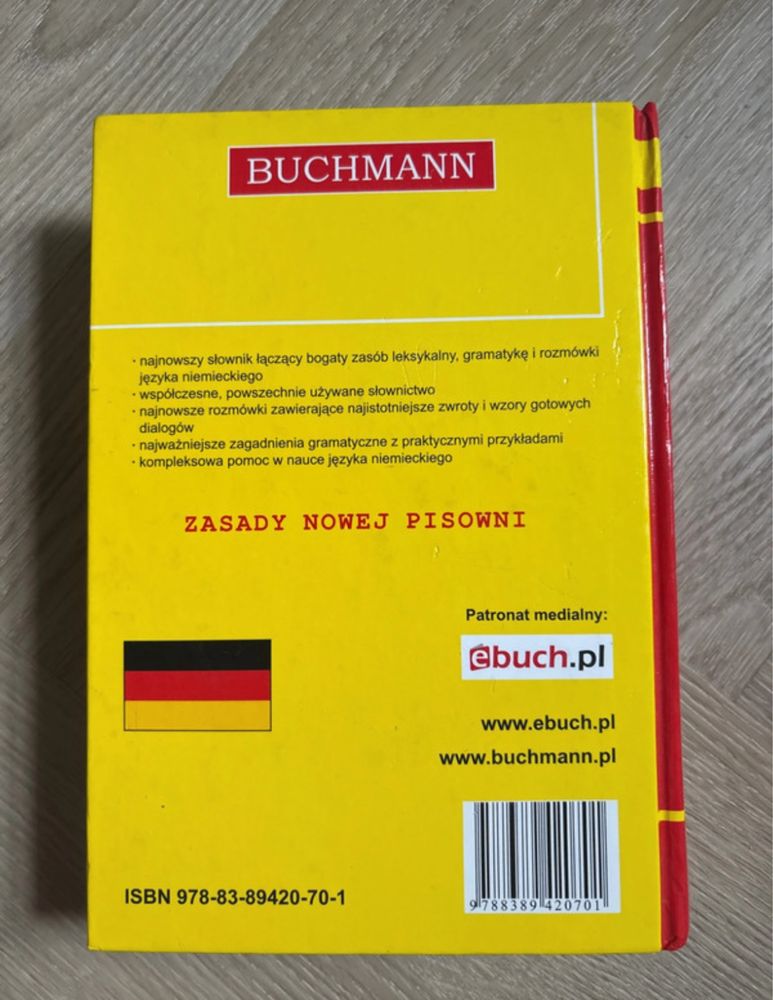 BUCHMANN
· najnowszy słownik łączący bogaty zasób leksykalny, gramatykę i rozmówki
języka niemieckiego
· współczesne, powszechnie używane słownictwo
· najnowsze rozmówki zawierające najistotniejsze zwroty i wzory gotowych
dialogów
· najważniejsze zagadnienia gramatyczne z praktycznymi przykładami
· kompleksowa pomoc w nauce języka niemieckiego
ZASADY NOWEJ PISOWNI
Patronat medialny:
ebuch.pl
www.ebuch.pl
www.buchmann.pl
ISBN 978-83-89420-70-1
9 788389 420701